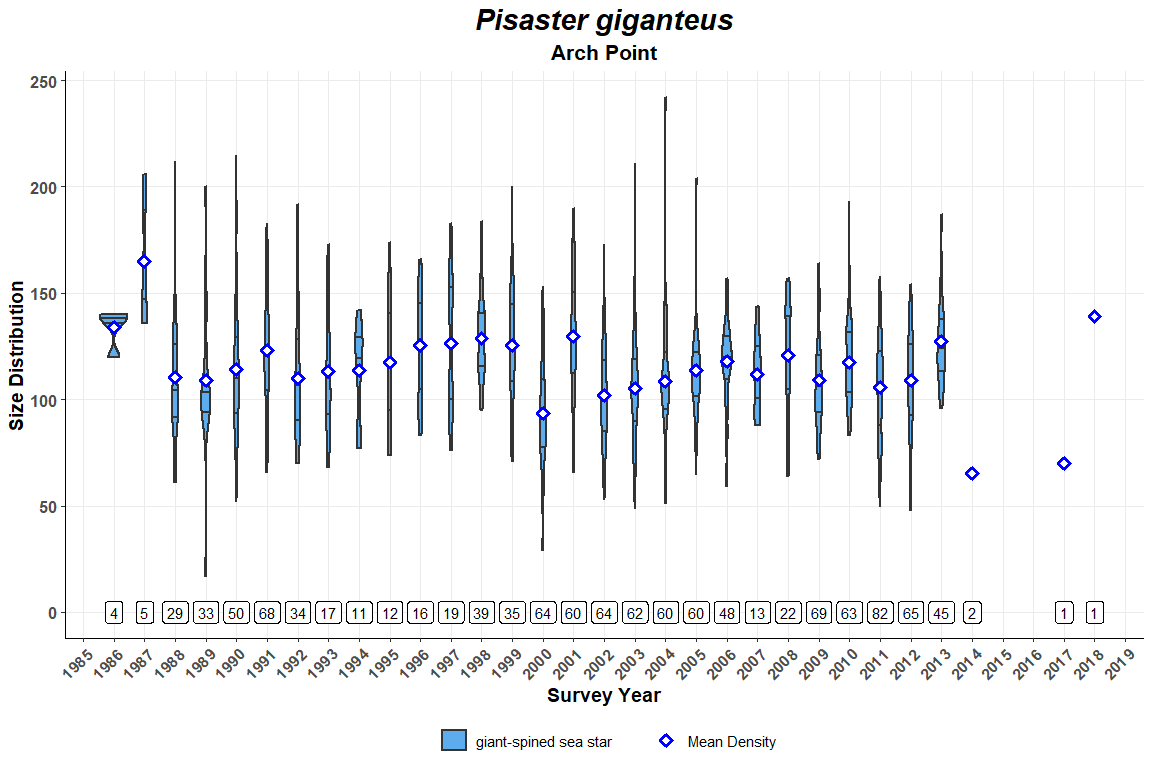 Pisaster giganteus
Arch Point
Size Distribution
250
200
150
100
50
0
4 5 29 33 50 68 34 17 11 12 16 19 39 35 64 60 64 62 60 60 48 13 22 69 63 82 65 45 2 1 1
1985 1986 1987 1988 1989 1990 1991 1992 1993 1994 1995 1996 1997 1998 1999 2000 2001 2002 2003 2004 2005 2006 2007 2008 2009 2010 2011 2012 2013 2014 2015 2016 2017 2018 2019
Survey Year
giant-spined sea star Mean Density